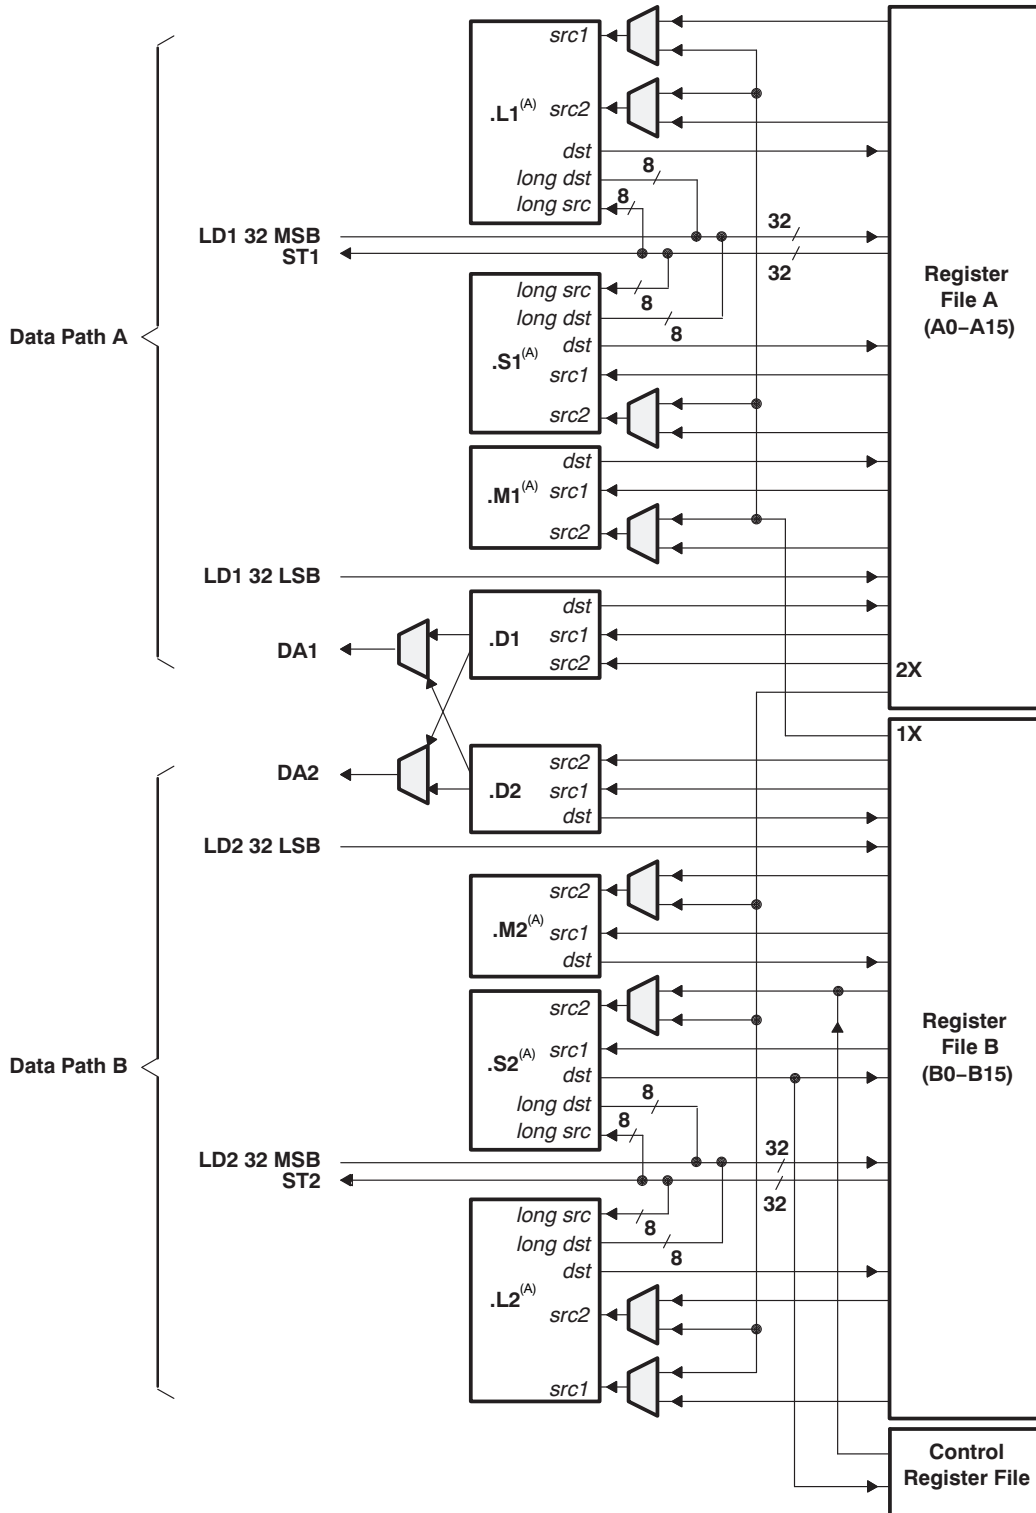 src1
.L1(A)
src2
dst
8
long dst
8
long src
LD1 32 MSB
32
ST1
32
Register
File A
(A0–A15)
long src
8
long dst
8
Data Path A
dst
.S1(A)
src1
src2
dst
.M1(A)
src1
src2
LD1 32 LSB
dst
.D1
src1
DA1
src2
2X
1X
src2
DA2
.D2
src1
dst
LD2 32 LSB
src2
.M2(A)
src1
dst
src2
Register
File B
(B0–B15)
src1
.S2(A)
Data Path B
dst
8
long dst
8
long src
LD2 32 MSB
32
ST2
32
long src
8
long dst
8
dst
.L2(A)
src2
src1
Control
Register File